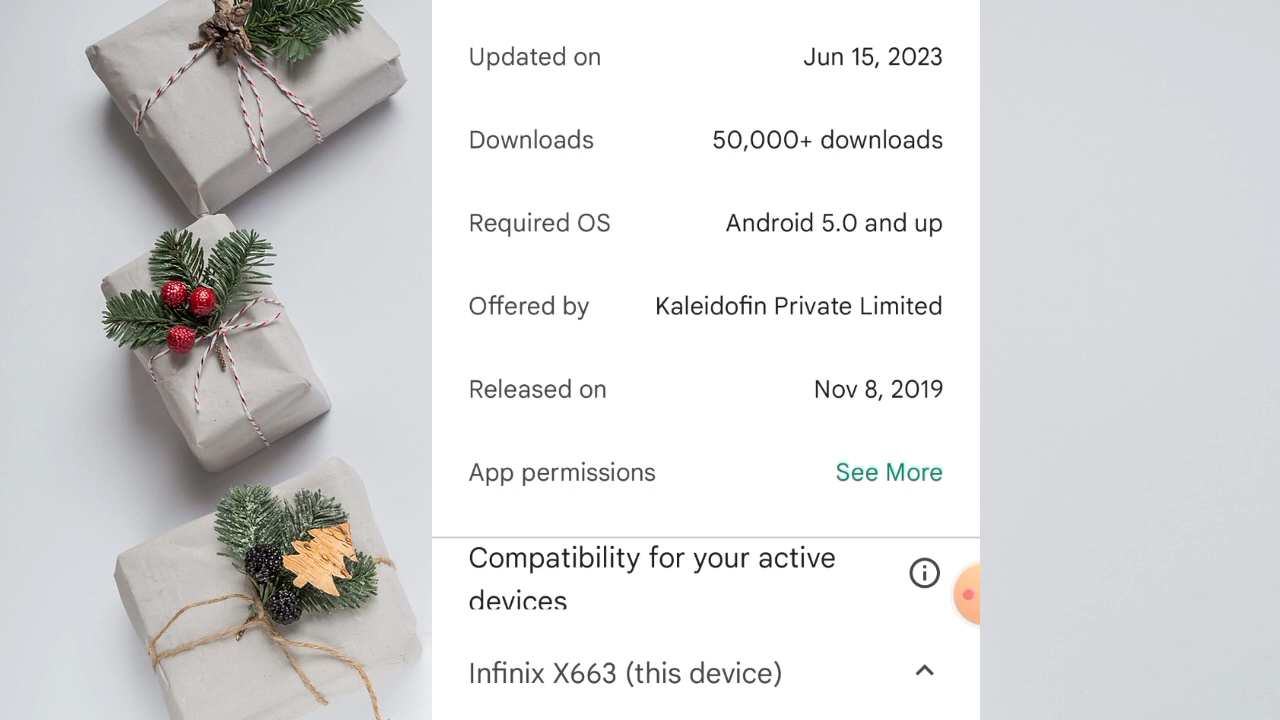 Updated on Jun 15, 2023
Downloads 50,000+ downloads
Required OS Android 5.0 and up
Offered by Kaleidofin Private Limited
Released on Nov 8, 2019
App permissions See More
Compatibility for your active
devices
Infinix X663 (this device)